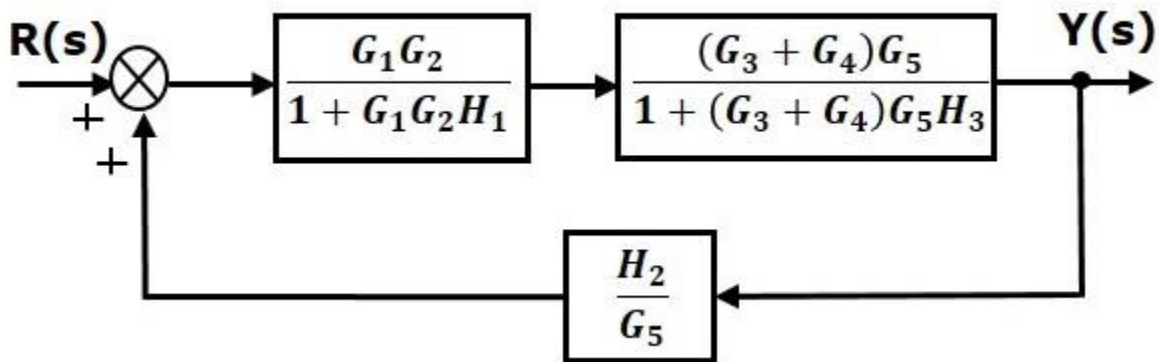 R(s)
+
+
G₁G₂
1 + G₁G₂H₁
(G₃ + G₄)G₅
1 + (G₃ + G₄)G₅H₃
Y(s)
H₂
G₅